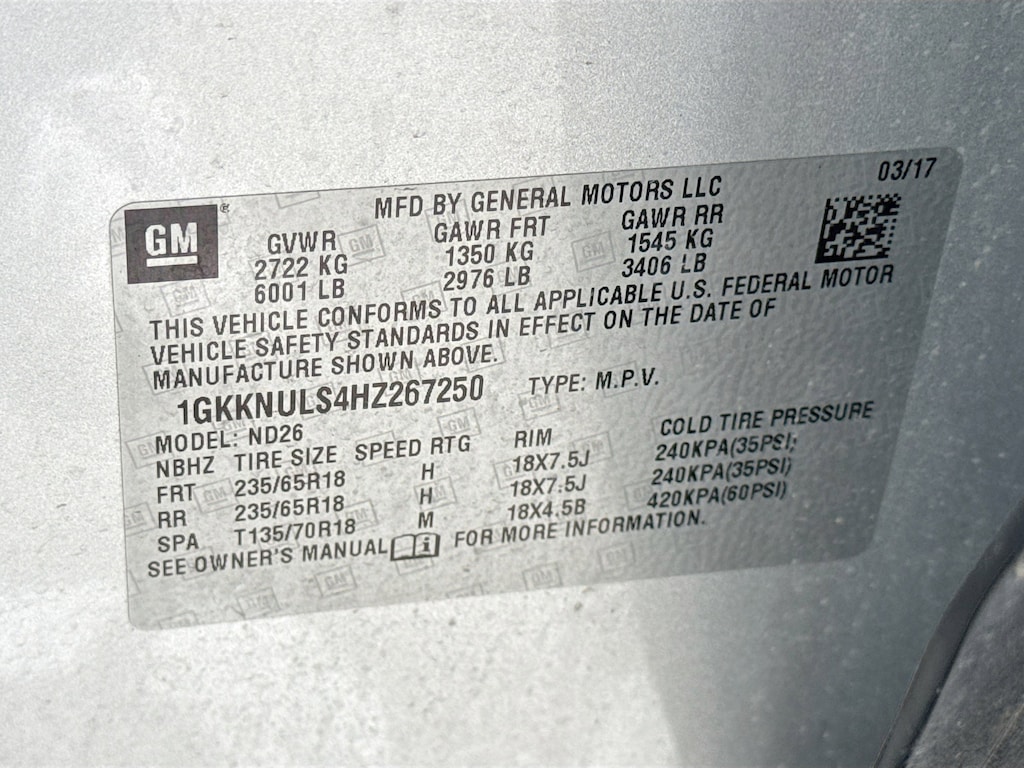 03/17
GM®
MFD BY GENERAL MOTORS LLC
GVWR GAWR FRT GAWR RR
2722 KG 1350 KG 1545 KG
6001 LB 2976 LB 3406 LB
THIS VEHICLE CONFORMS TO ALL APPLICABLE U.S. FEDERAL MOTOR
VEHICLE SAFETY STANDARDS IN EFFECT ON THE DATE OF
MANUFACTURE SHOWN ABOVE.
1GKKNULS4HZ267250 TYPE: M.P.V.
MODEL: ND26
NBHZ TIRE SIZE SPEED RTG RIM COLD TIRE PRESSURE
FRT 235/65R18 H 18X7.5J 240KPA(35PSI)
RR 235/65R18 H 18X7.5J 240KPA(35PSI)
SPA T135/70R18 M 18X4.5B 420KPA(60PSI)
SEE OWNER'S MANUAL FOR MORE INFORMATION.